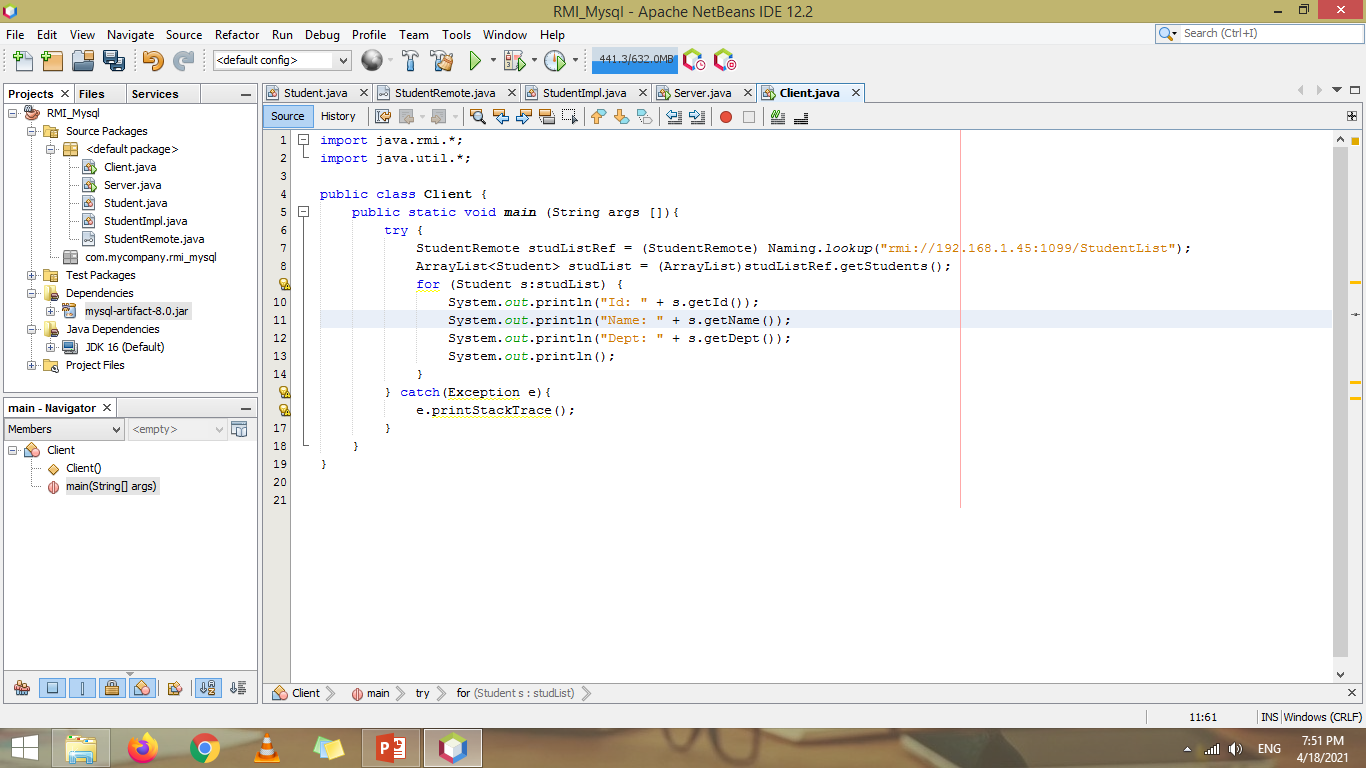 RMI_Mysql - Apache NetBeans IDE 12.2
File Edit View Navigate Source Refactor Run Debug Profile Team Tools Window Help
Search (Ctrl+I)
<default config>
441.3/632.0MB
Projects Files Services
Student.java StudentRemote.java StudentImpl.java Server.java Client.java
Source History
RMI_Mysql
Source Packages
<default package>
Client.java
Server.java
Student.java
StudentImpl.java
StudentRemote.java
com.mycompany.rmi_mysql
Test Packages
Dependencies
mysql-artifact-8.0.jar
Java Dependencies
JDK 16 (Default)
Project Files
1 import java.rmi.*;
2 import java.util.*;
3
4 public class Client {
5 public static void main (String args []){
6 try {
7 StudentRemote studListRef = (StudentRemote) Naming.lookup("rmi://192.168.1.45:1099/StudentList");
8 ArrayList<Student> studList = (ArrayList)studListRef.getStudents();
for (Student s:studList) {
10 System.out.println("Id: " + s.getId());
11 System.out.println("Name: " + s.getName());
12 System.out.println("Dept: " + s.getDept());
13 System.out.println();
14 }
} catch(Exception e){
e.printStackTrace();
17 }
18 }
19 }
20
21
main - Navigator
Members <empty>
Client
Client()
main(String[] args)
Client main try for (Student s : studList)
11:61 INS Windows (CRLF)
ENG
7:51 PM
4/18/2021